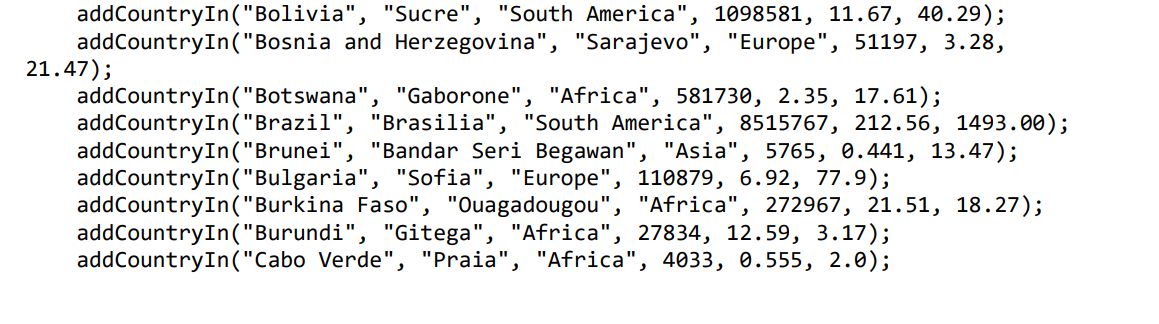 addCountryIn("Bolivia", "Sucre", "South America", 1098581, 11.67, 40.29);
addCountryIn("Bosnia and Herzegovina", "Sarajevo", "Europe", 51197, 3.28,
21.47);
addCountryIn("Botswana", "Gaborone", "Africa", 581730, 2.35, 17.61);
addCountryIn("Brazil", "Brasilia", "South America", 8515767, 212.56, 1493.00);
addCountryIn("Brunei", "Bandar Seri Begawan", "Asia", 5765, 0.441, 13.47);
addCountryIn("Bulgaria", "Sofia", "Europe", 110879, 6.92, 77.9);
addCountryIn("Burkina Faso", "Ouagadougou", "Africa", 272967, 21.51, 18.27);
addCountryIn("Burundi", "Gitega", "Africa", 27834, 12.59, 3.17);
addCountryIn("Cabo Verde", "Praia", "Africa", 4033, 0.555, 2.0);